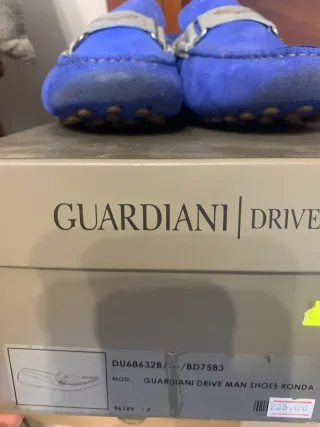 GUARDIANI | DRIVE
DU68632B/----/BD7583
MOD. GUARDIANI DRIVE MAN SHOES RONDA